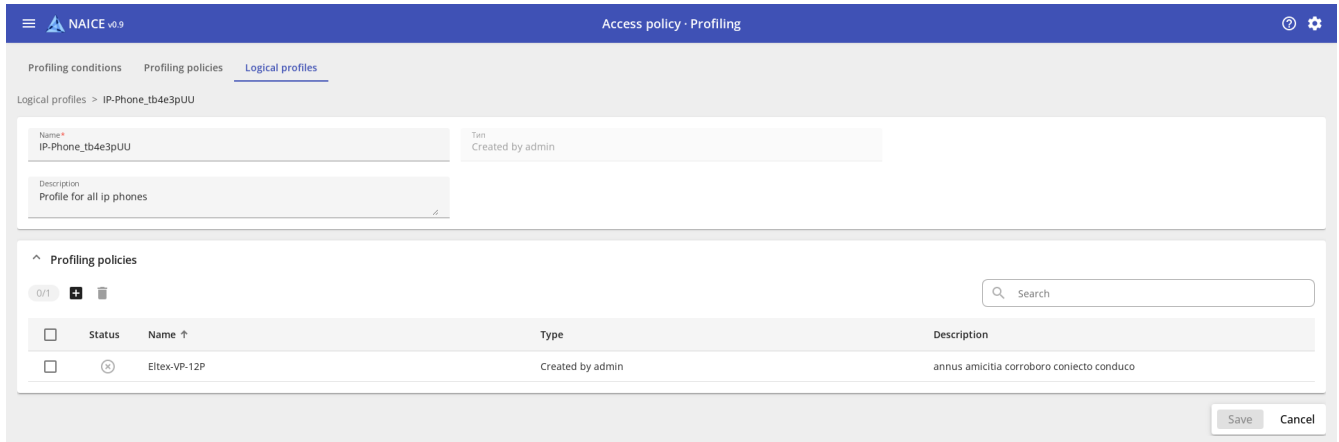 NAICE v0.9
Access policy · Profiling
Profiling conditions Profiling policies Logical profiles
Logical profiles > IP-Phone_tb4e3pUU
Name*
IP-Phone_tb4e3pUU
Тип
Created by admin
Description
Profile for all ip phones
Profiling policies
0/1
Search
Status Name ↑ Type Description
Eltex-VP-12P Created by admin annus amicitia corroboro coniecto conduco
Save Cancel